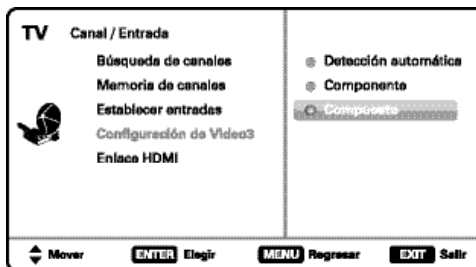 TV Canal / Entrada
Búsqueda de canales
Memoria de canales
Establecer entradas
Configuración de Video3
Enlace HDMI
Detección automática
Componente
Compuesto
Mover ENTER Elegir MENU Regresar EXIT Salir